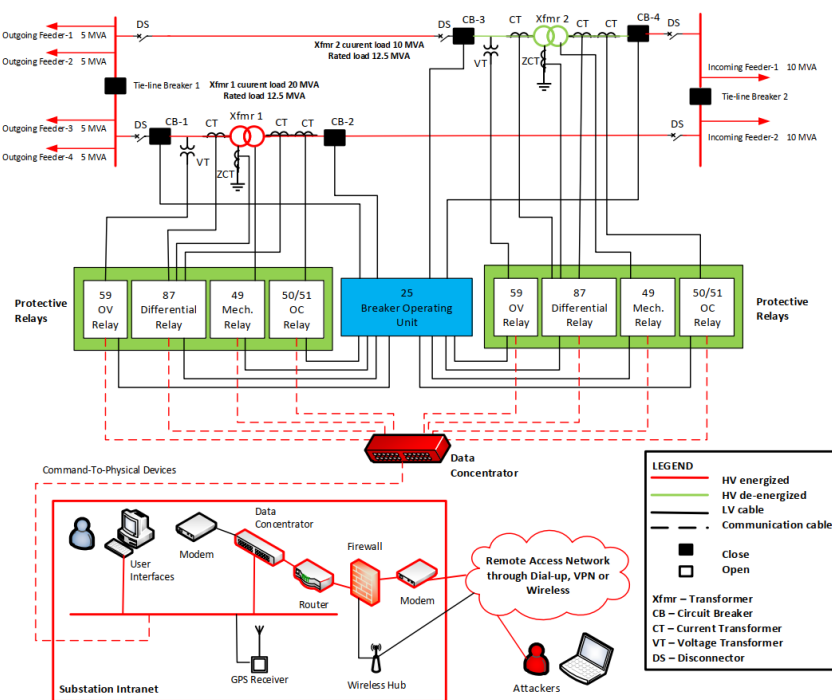 DS
DS
CB-3
CT
Xfmr 2
CT
CT
CB-4
DS
Outgoing Feeder-1 5 MVA
Outgoing Feeder-2 5 MVA
Xfmr 2 cuurent load 10 MVA
Rated load 12.5 MVA
VT
ZCT
Incoming Feeder-1 10 MVA
Tie-line Breaker 1
Xfmr 1 cuurent load 20 MVA
Rated load 12.5 MVA
Tie-line Breaker 2
Outgoing Feeder-3 5 MVA
Outgoing Feeder-4 5 MVA
DS
CB-1
CT
Xfmr 1
CT
CT
CB-2
DS
Incoming Feeder-2 10 MVA
VT
ZCT
Protective
Relays
59
OV
Relay
87
Differential
Relay
49
Mech.
Relay
50/51
OC
Relay
25
Breaker Operating
Unit
59
OV
Relay
87
Differential
Relay
49
Mech.
Relay
50/51
OC
Relay
Protective
Relays
Data
Concentrator
Command-To-Physical Devices
User
Interfaces
Modem
Data
Concentrator
Router
Firewall
Modem
GPS Receiver
Wireless Hub
Substation Intranet
Remote Access Network
through Dial-up, VPN or
Wireless
Attackers
LEGEND
HV energized
HV de-energized
LV cable
Communication cable
Close
Open
Xfmr – Transformer
CB – Circuit Breaker
CT – Current Transformer
VT – Voltage Transformer
DS – Disconnector